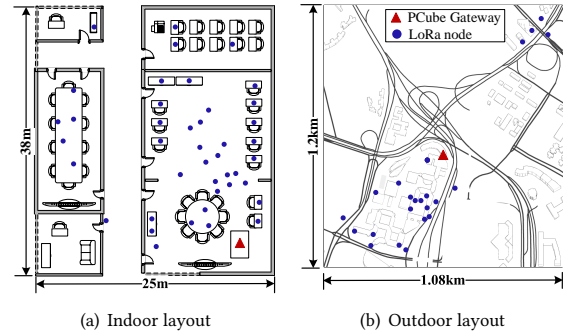 38m
25m
(a) Indoor layout
PCube Gateway
LoRa node
1.2km
1.08km
(b) Outdoor layout